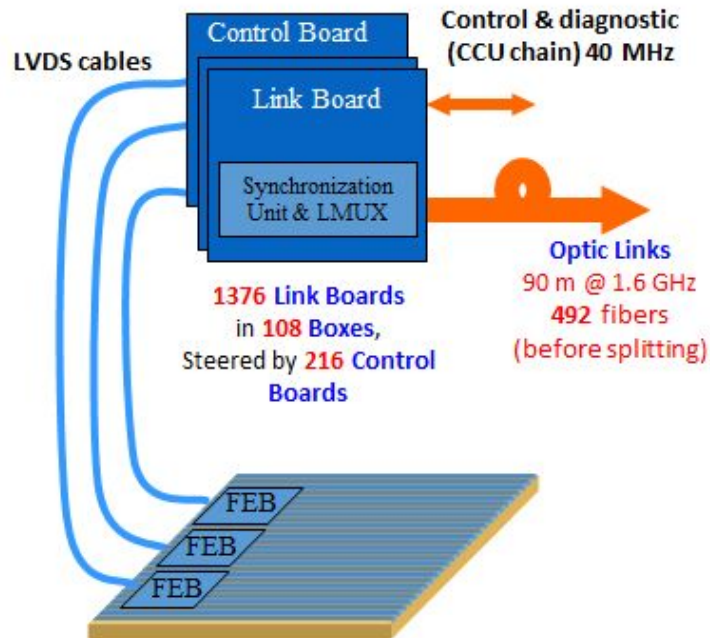 Control Board
LVDS cables
Control & diagnostic
(CCU chain) 40 MHz
Link Board
Synchronization
Unit & LMUX
Optic Links
90 m @ 1.6 GHz
492 fibers
(before splitting)
1376 Link Boards
in 108 Boxes,
Steered by 216 Control
Boards
FEB
FEB
FEB